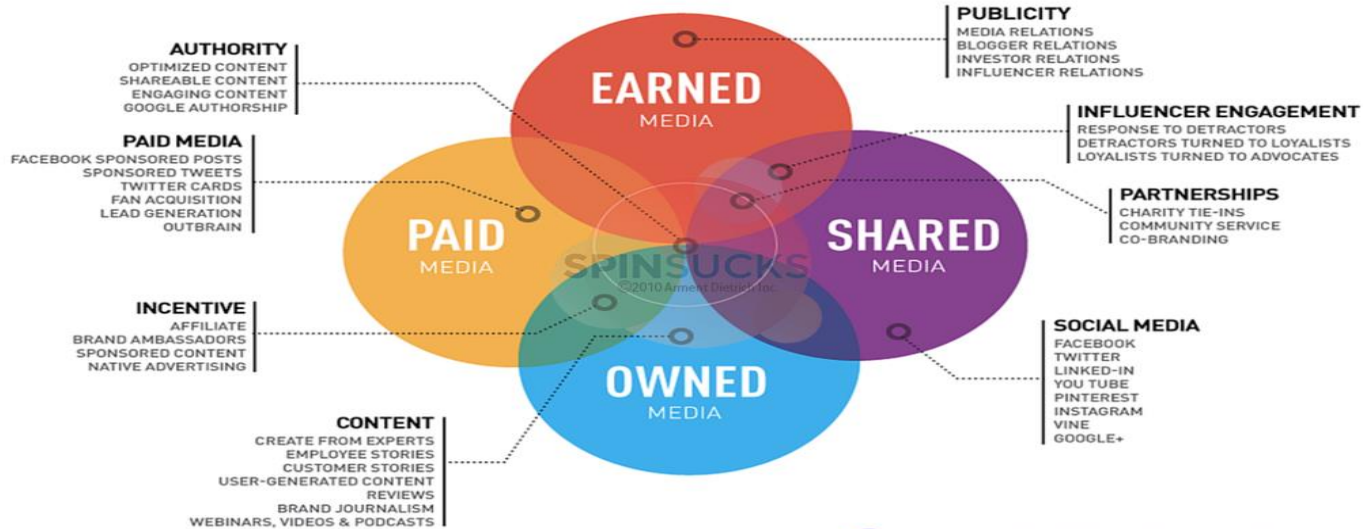 AUTHORITY
OPTIMIZED CONTENT
SHAREABLE CONTENT
ENGAGING CONTENT
GOOGLE AUTHORSHIP
PAID MEDIA
FACEBOOK SPONSORED POSTS
SPONSORED TWEETS
TWITTER CARDS
FAN ACQUISITION
LEAD GENERATION
OUTBRAIN
INCENTIVE
AFFILIATE
BRAND AMBASSADORS
SPONSORED CONTENT
NATIVE ADVERTISING
CONTENT
CREATE FROM EXPERTS
EMPLOYEE STORIES
CUSTOMER STORIES
USER-GENERATED CONTENT
REVIEWS
BRAND JOURNALISM
WEBINARS, VIDEOS & PODCASTS
EARNED
MEDIA
PAID
MEDIA
SHARED
MEDIA
SPINSUCKS
©2010 Arment Dietrich Inc.
OWNED
MEDIA
PUBLICITY
MEDIA RELATIONS
BLOGGER RELATIONS
INVESTOR RELATIONS
INFLUENCER RELATIONS
INFLUENCER ENGAGEMENT
RESPONSE TO DETRACTORS
DETRACTORS TURNED TO LOYALISTS
LOYALISTS TURNED TO ADVOCATES
PARTNERSHIPS
CHARITY TIE-INS
COMMUNITY SERVICE
CO-BRANDING
SOCIAL MEDIA
FACEBOOK
TWITTER
LINKED-IN
YOU TUBE
PINTEREST
INSTAGRAM
VINE
GOOGLE+